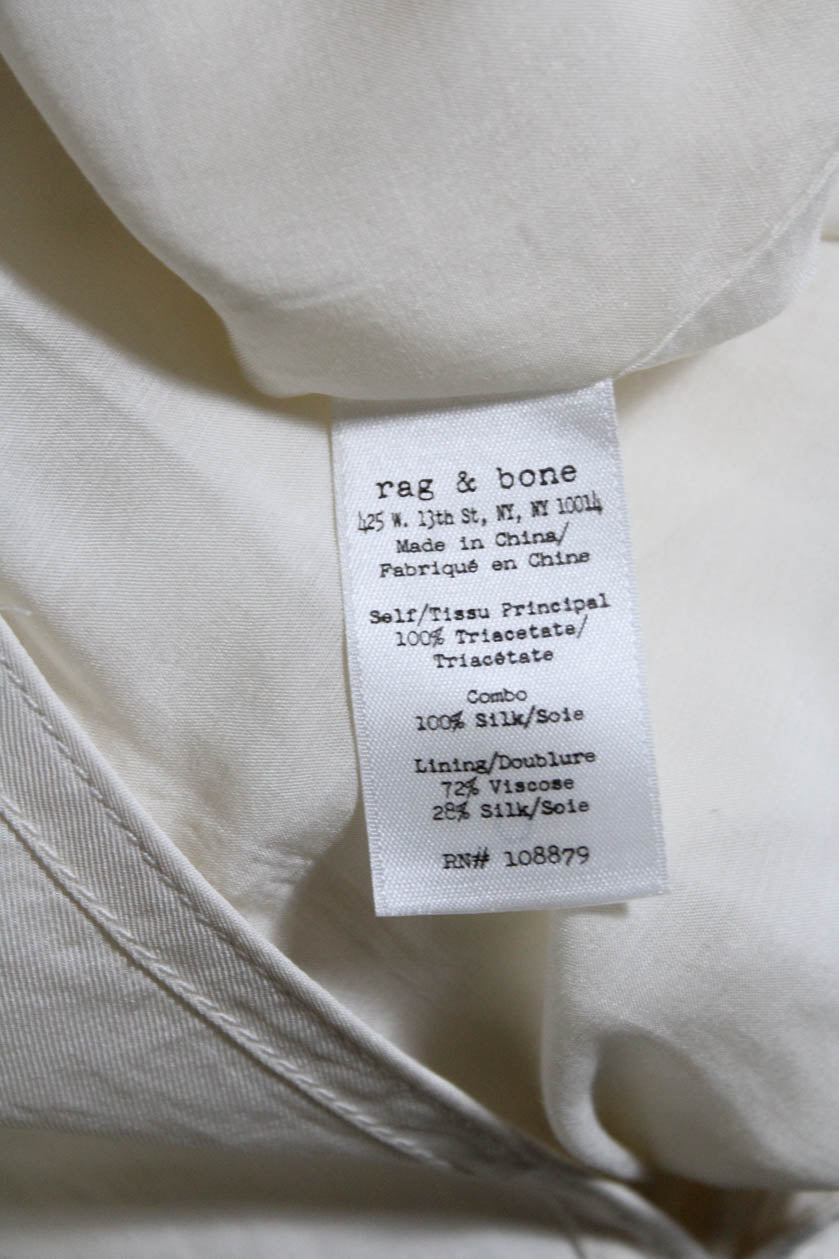 rag & bone
425 W. 13th St, NY, NY 10014
Made in China/
Fabriqué en Chine
Self/Tissu Principal
100% Triacetate/
Triacétate
Combo
100% Silk/Soie
Lining/Doublure
72% Viscose
28% Silk/Soie
RN# 108879